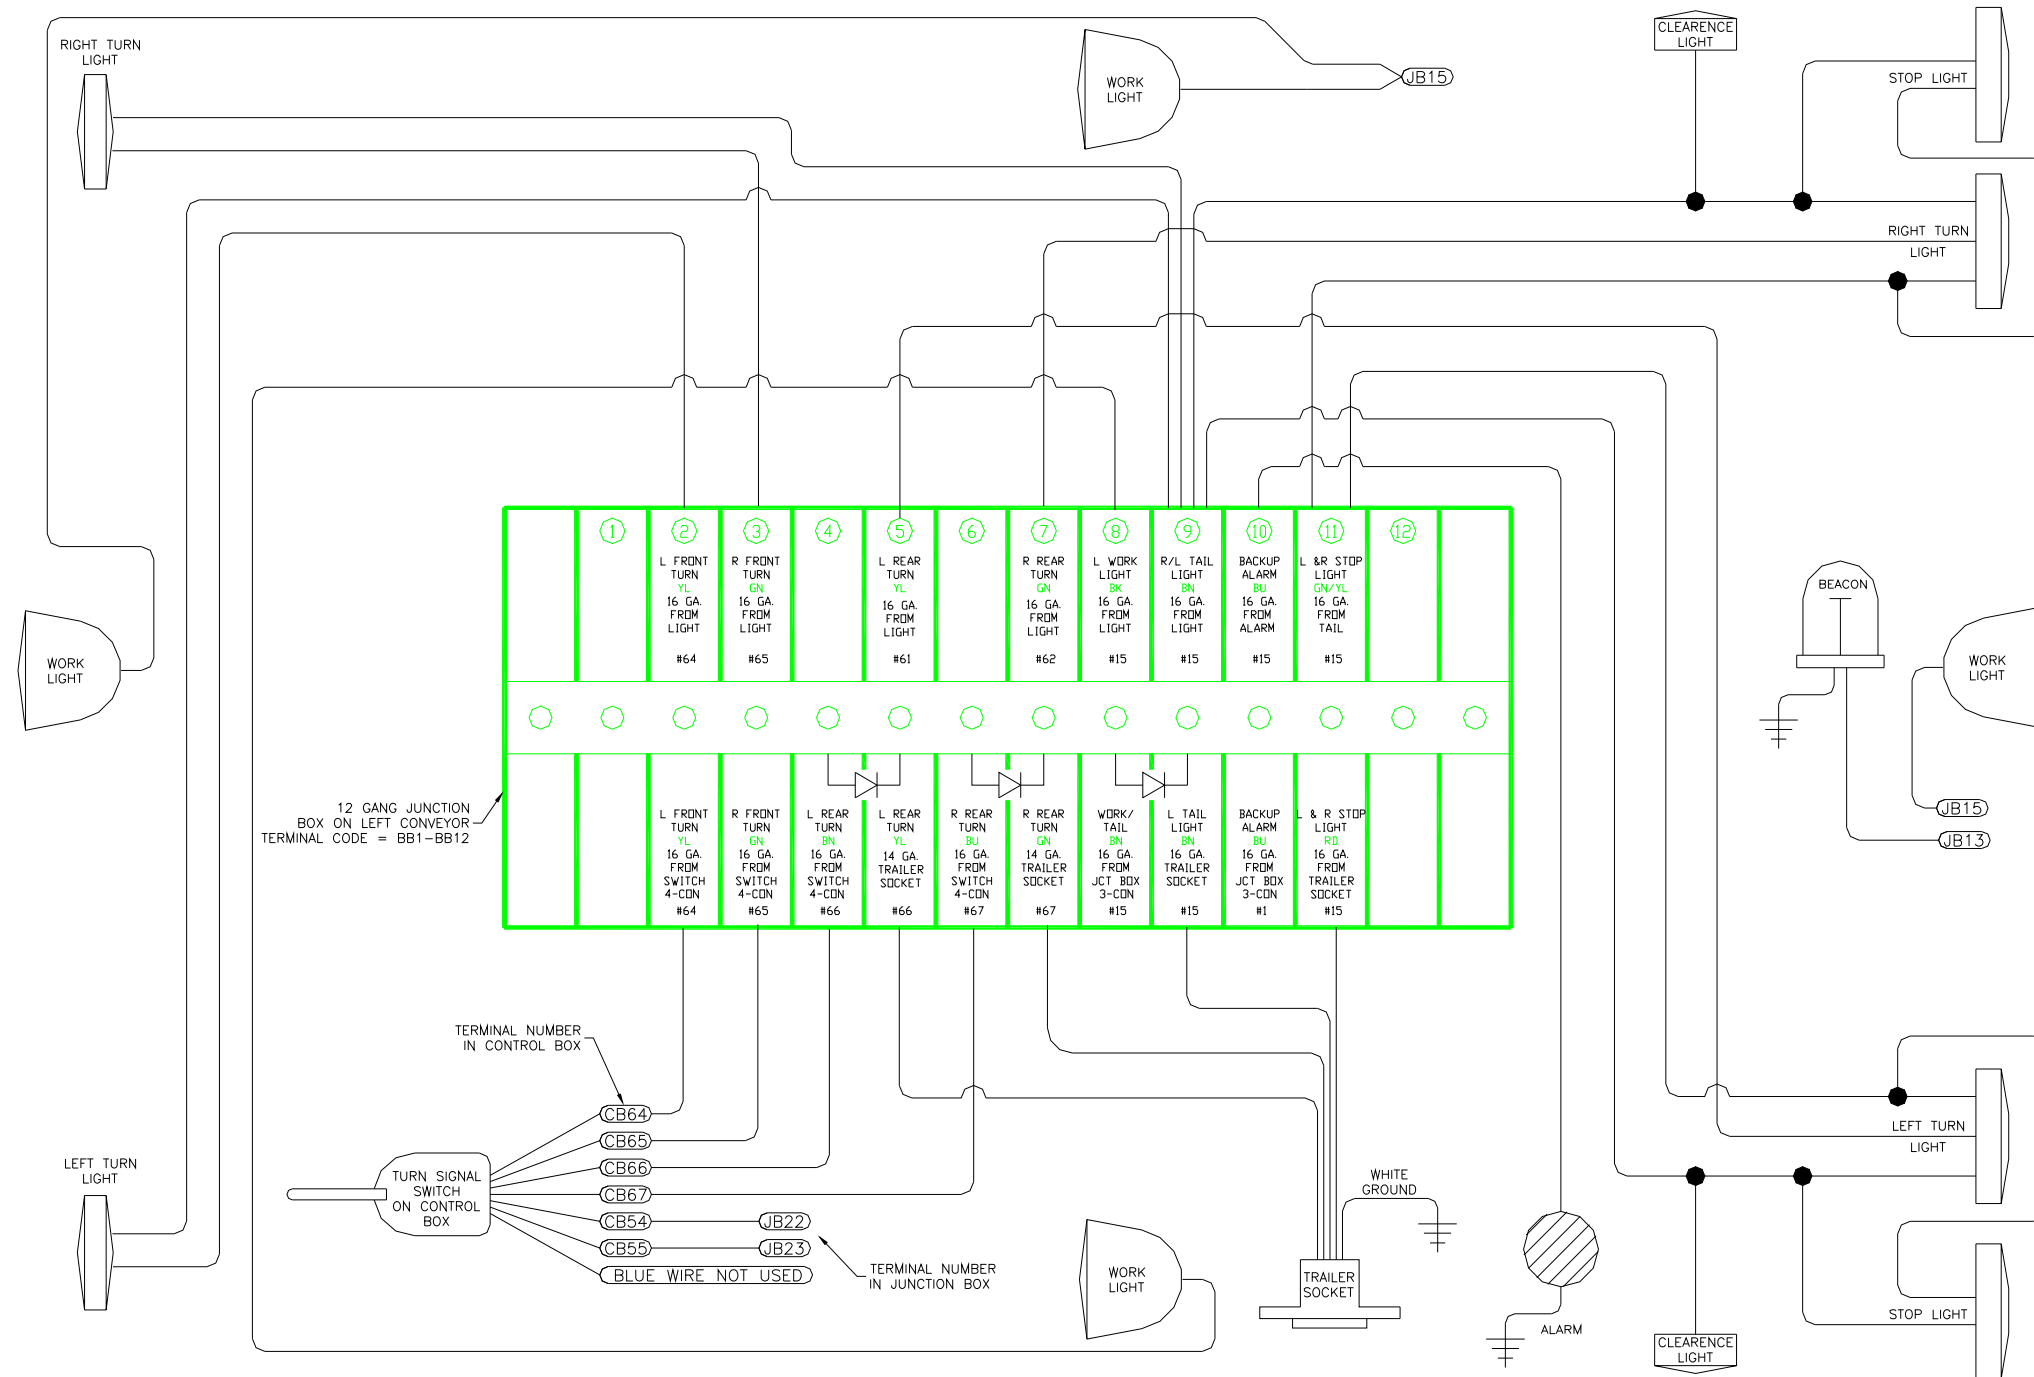 RIGHT TURN
LIGHT
WORK
LIGHT
JB15
CLEARENCE
LIGHT
STOP LIGHT
RIGHT TURN
LIGHT
1
2
3
4
5
6
7
8
9
10
11
12
L FRONT
TURN
YL
16 GA.
FROM
LIGHT
#64
R FRONT
TURN
GN
16 GA.
FROM
LIGHT
#65
L REAR
TURN
YL
16 GA.
FROM
LIGHT
#61
R REAR
TURN
GN
16 GA.
FROM
LIGHT
#62
L WORK
LIGHT
BK
16 GA.
FROM
LIGHT
#15
R/L TAIL
LIGHT
BN
16 GA.
FROM
LIGHT
#15
BACKUP
ALARM
BU
16 GA.
FROM
ALARM
#15
L &R STOP
LIGHT
GN/YL
16 GA.
FROM
TAIL
#15
BEACON
WORK
LIGHT
WORK
LIGHT
JB15
JB13
12 GANG JUNCTION
BOX ON LEFT CONVEYOR
TERMINAL CODE = BB1-BB12
L FRONT
TURN
YL
16 GA.
FROM
SWITCH
4-CON
#64
R FRONT
TURN
GN
16 GA.
FROM
SWITCH
4-CON
#65
L REAR
TURN
BN
16 GA.
FROM
SWITCH
4-CON
#66
L REAR
TURN
YL
14 GA.
TRAILER
SOCKET
#66
R REAR
TURN
BU
16 GA.
FROM
SWITCH
4-CON
#67
R REAR
TURN
GN
14 GA.
TRAILER
SOCKET
#67
WORK/
TAIL
BN
16 GA.
FROM
JCT BOX
3-CON
#15
L TAIL
LIGHT
BN
16 GA.
TRAILER
SOCKET
#15
BACKUP
ALARM
BU
16 GA.
FROM
JCT BOX
3-CON
#1
L & R STOP
LIGHT
RD
16 GA.
FROM
TRAILER
SOCKET
#15
TERMINAL NUMBER
IN CONTROL BOX
CB64
CB65
CB66
CB67
CB54
JB22
CB55
JB23
BLUE WIRE NOT USED
TURN SIGNAL
SWITCH
ON CONTROL
BOX
TERMINAL NUMBER
IN JUNCTION BOX
LEFT TURN
LIGHT
WORK
LIGHT
WHITE
GROUND
TRAILER
SOCKET
ALARM
LEFT TURN
LIGHT
STOP LIGHT
CLEARENCE
LIGHT